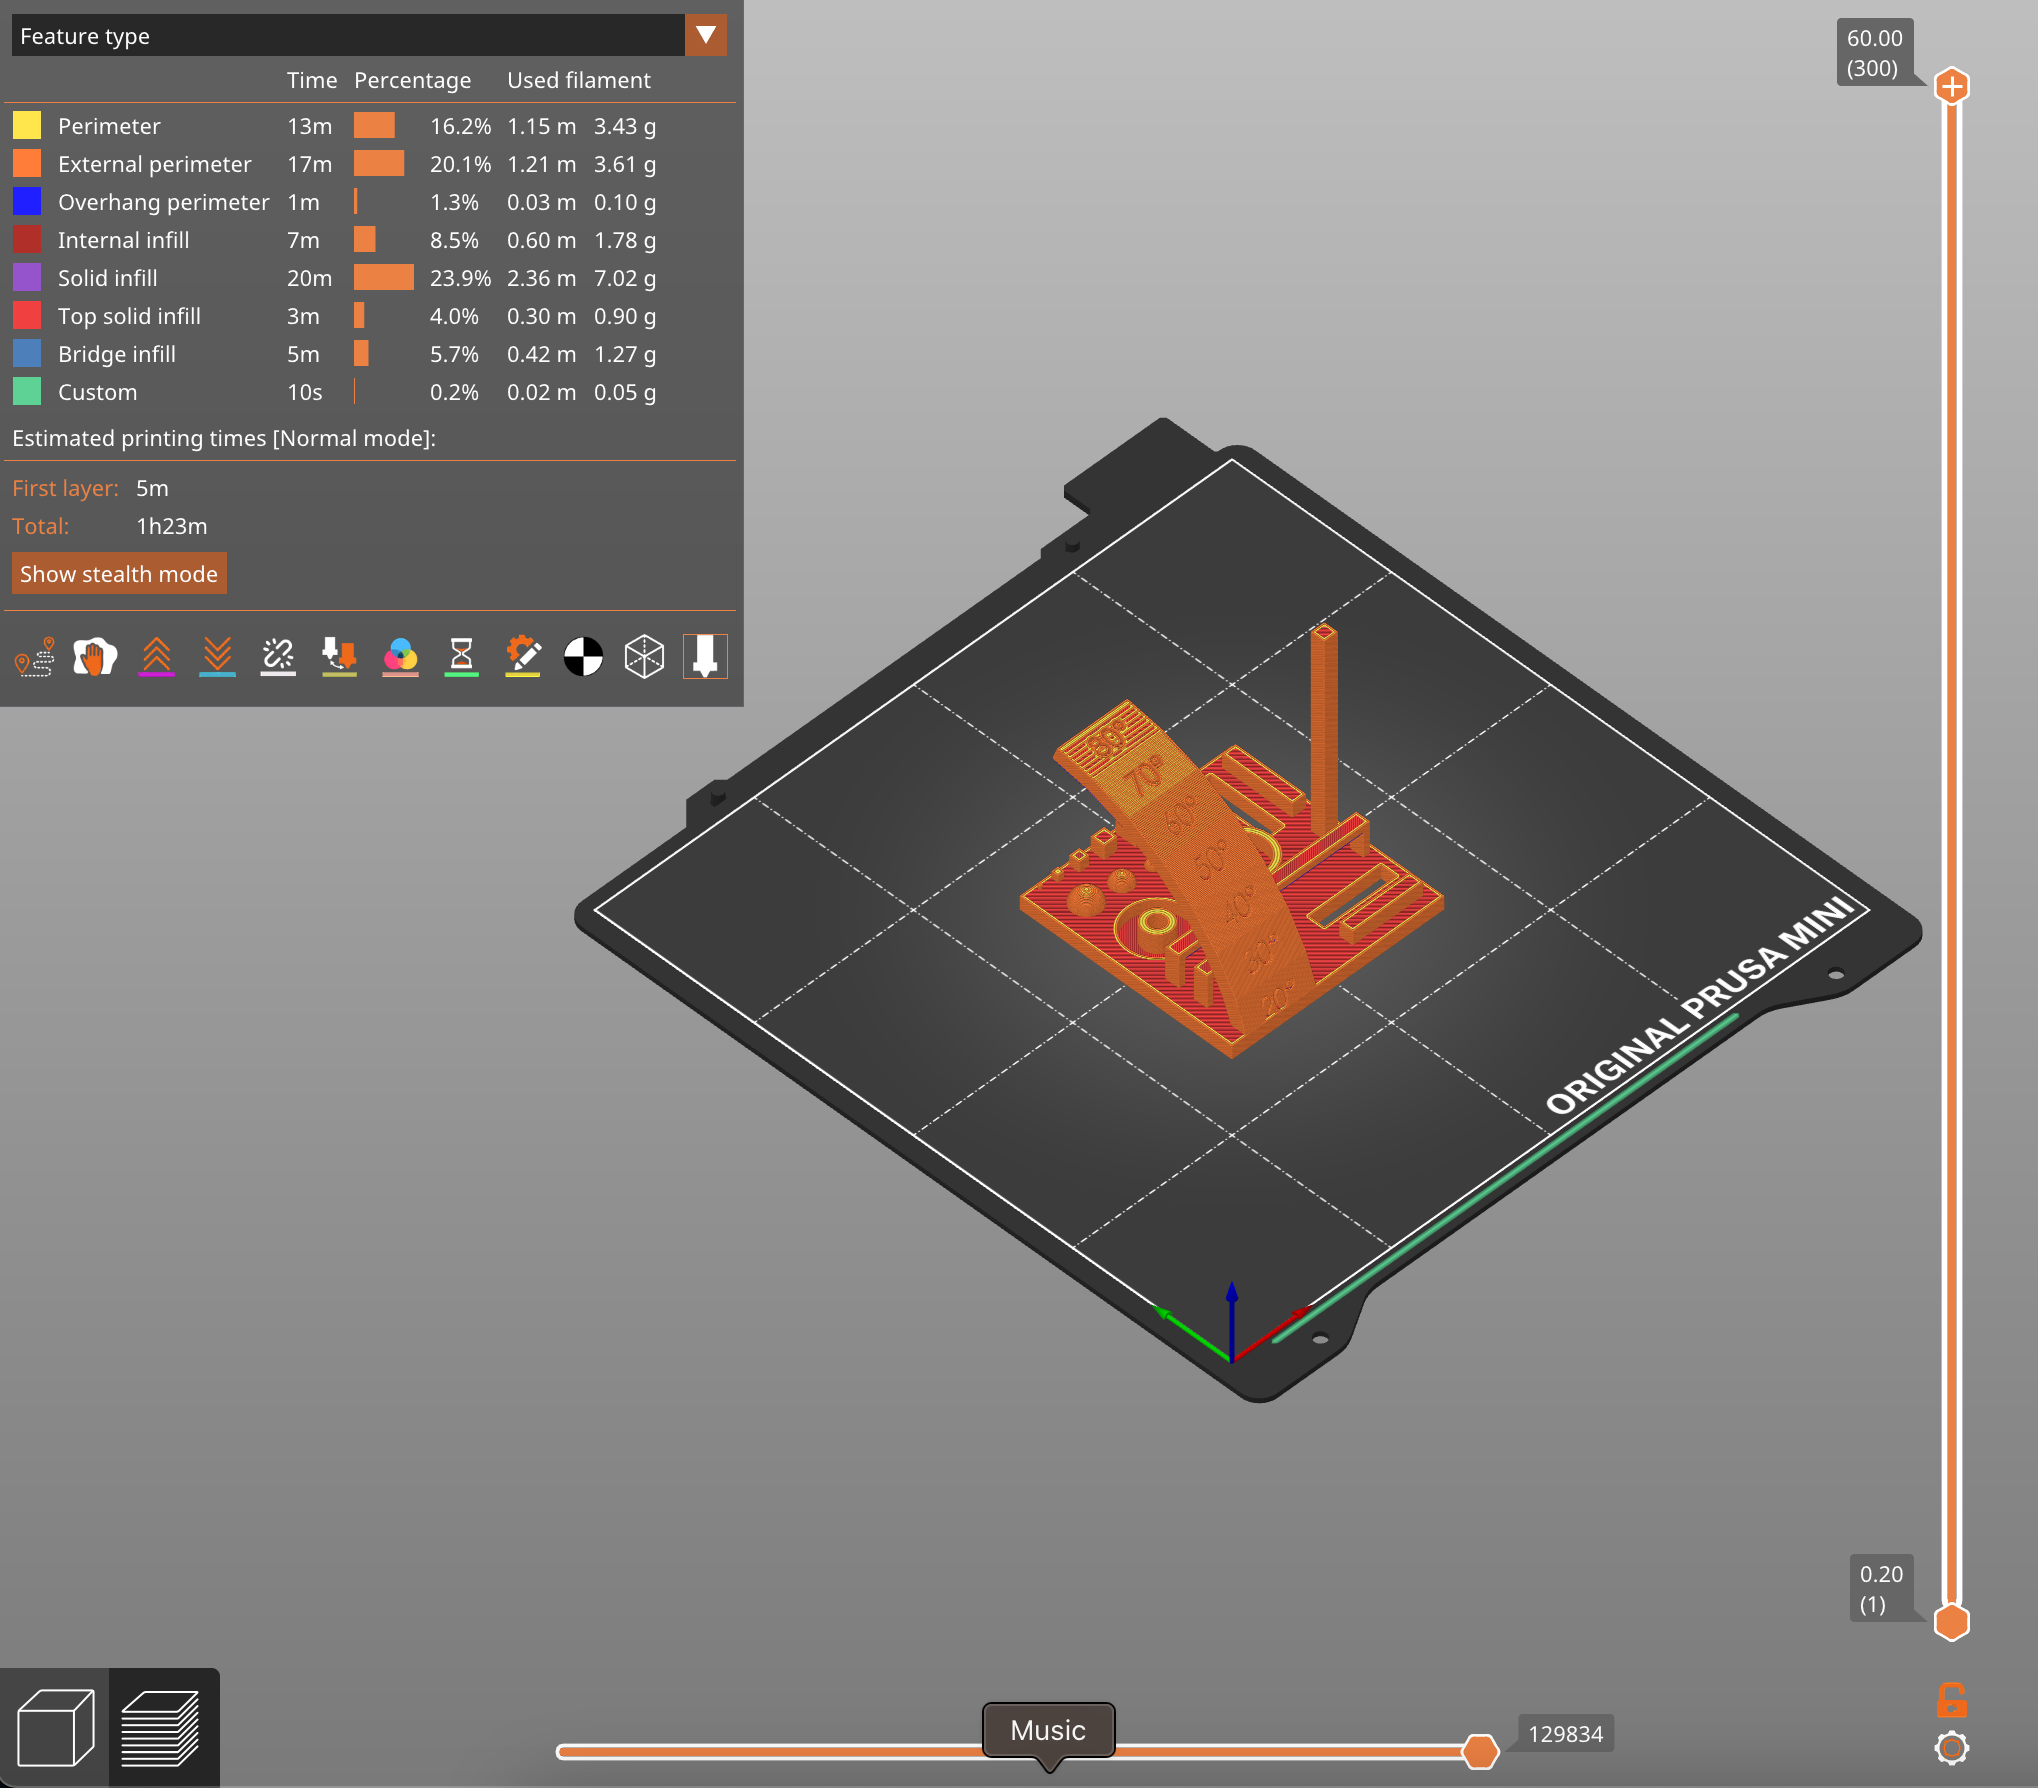 Feature type
Time Percentage Used filament
Perimeter 13m 16.2% 1.15 m 3.43 g
External perimeter 17m 20.1% 1.21 m 3.61 g
Overhang perimeter 1m 1.3% 0.03 m 0.10 g
Internal infill 7m 8.5% 0.60 m 1.78 g
Solid infill 20m 23.9% 2.36 m 7.02 g
Top solid infill 3m 4.0% 0.30 m 0.90 g
Bridge infill 5m 5.7% 0.42 m 1.27 g
Custom 10s 0.2% 0.02 m 0.05 g
Estimated printing times [Normal mode]:
First layer: 5m
Total: 1h23m
Show stealth mode
60.00
(300)
80°
70°
60°
50°
40°
30°
20°
ORIGINAL PRUSA MINI
0.20
(1)
Music
129834